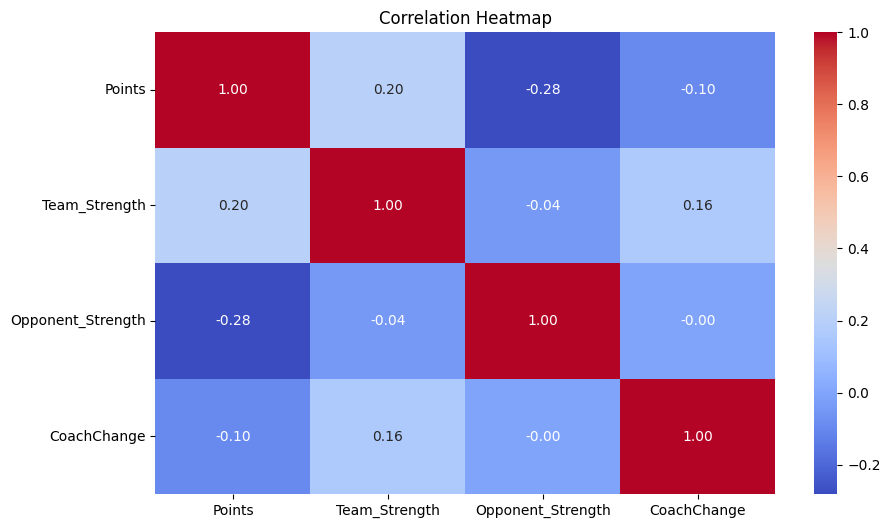 Correlation Heatmap
Points 1.00 0.20 -0.28 -0.10
Team_Strength 0.20 1.00 -0.04 0.16
Opponent_Strength -0.28 -0.04 1.00 -0.00
CoachChange -0.10 0.16 -0.00 1.00
Points Team_Strength Opponent_Strength CoachChange
1.0
0.8
0.6
0.4
0.2
0.0
−0.2